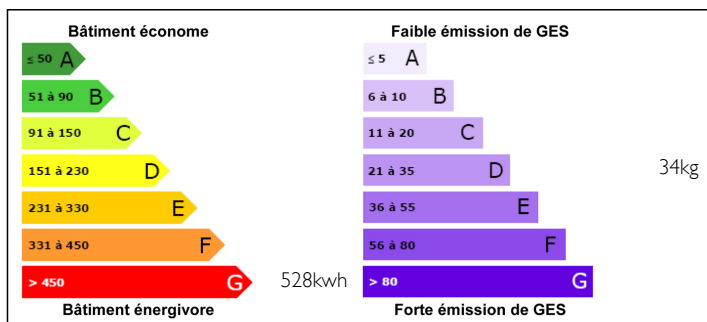 Bâtiment économe
≤ 50 A
51 à 90 B
91 à 150 C
151 à 230 D
231 à 330 E
331 à 450 F
> 450 G
528kwh
Bâtiment énergivore
Faible émission de GES
≤ 5 A
6 à 10 B
11 à 20 C
21 à 35 D
34kg
36 à 55 E
56 à 80 F
> 80 G
Forte émission de GES